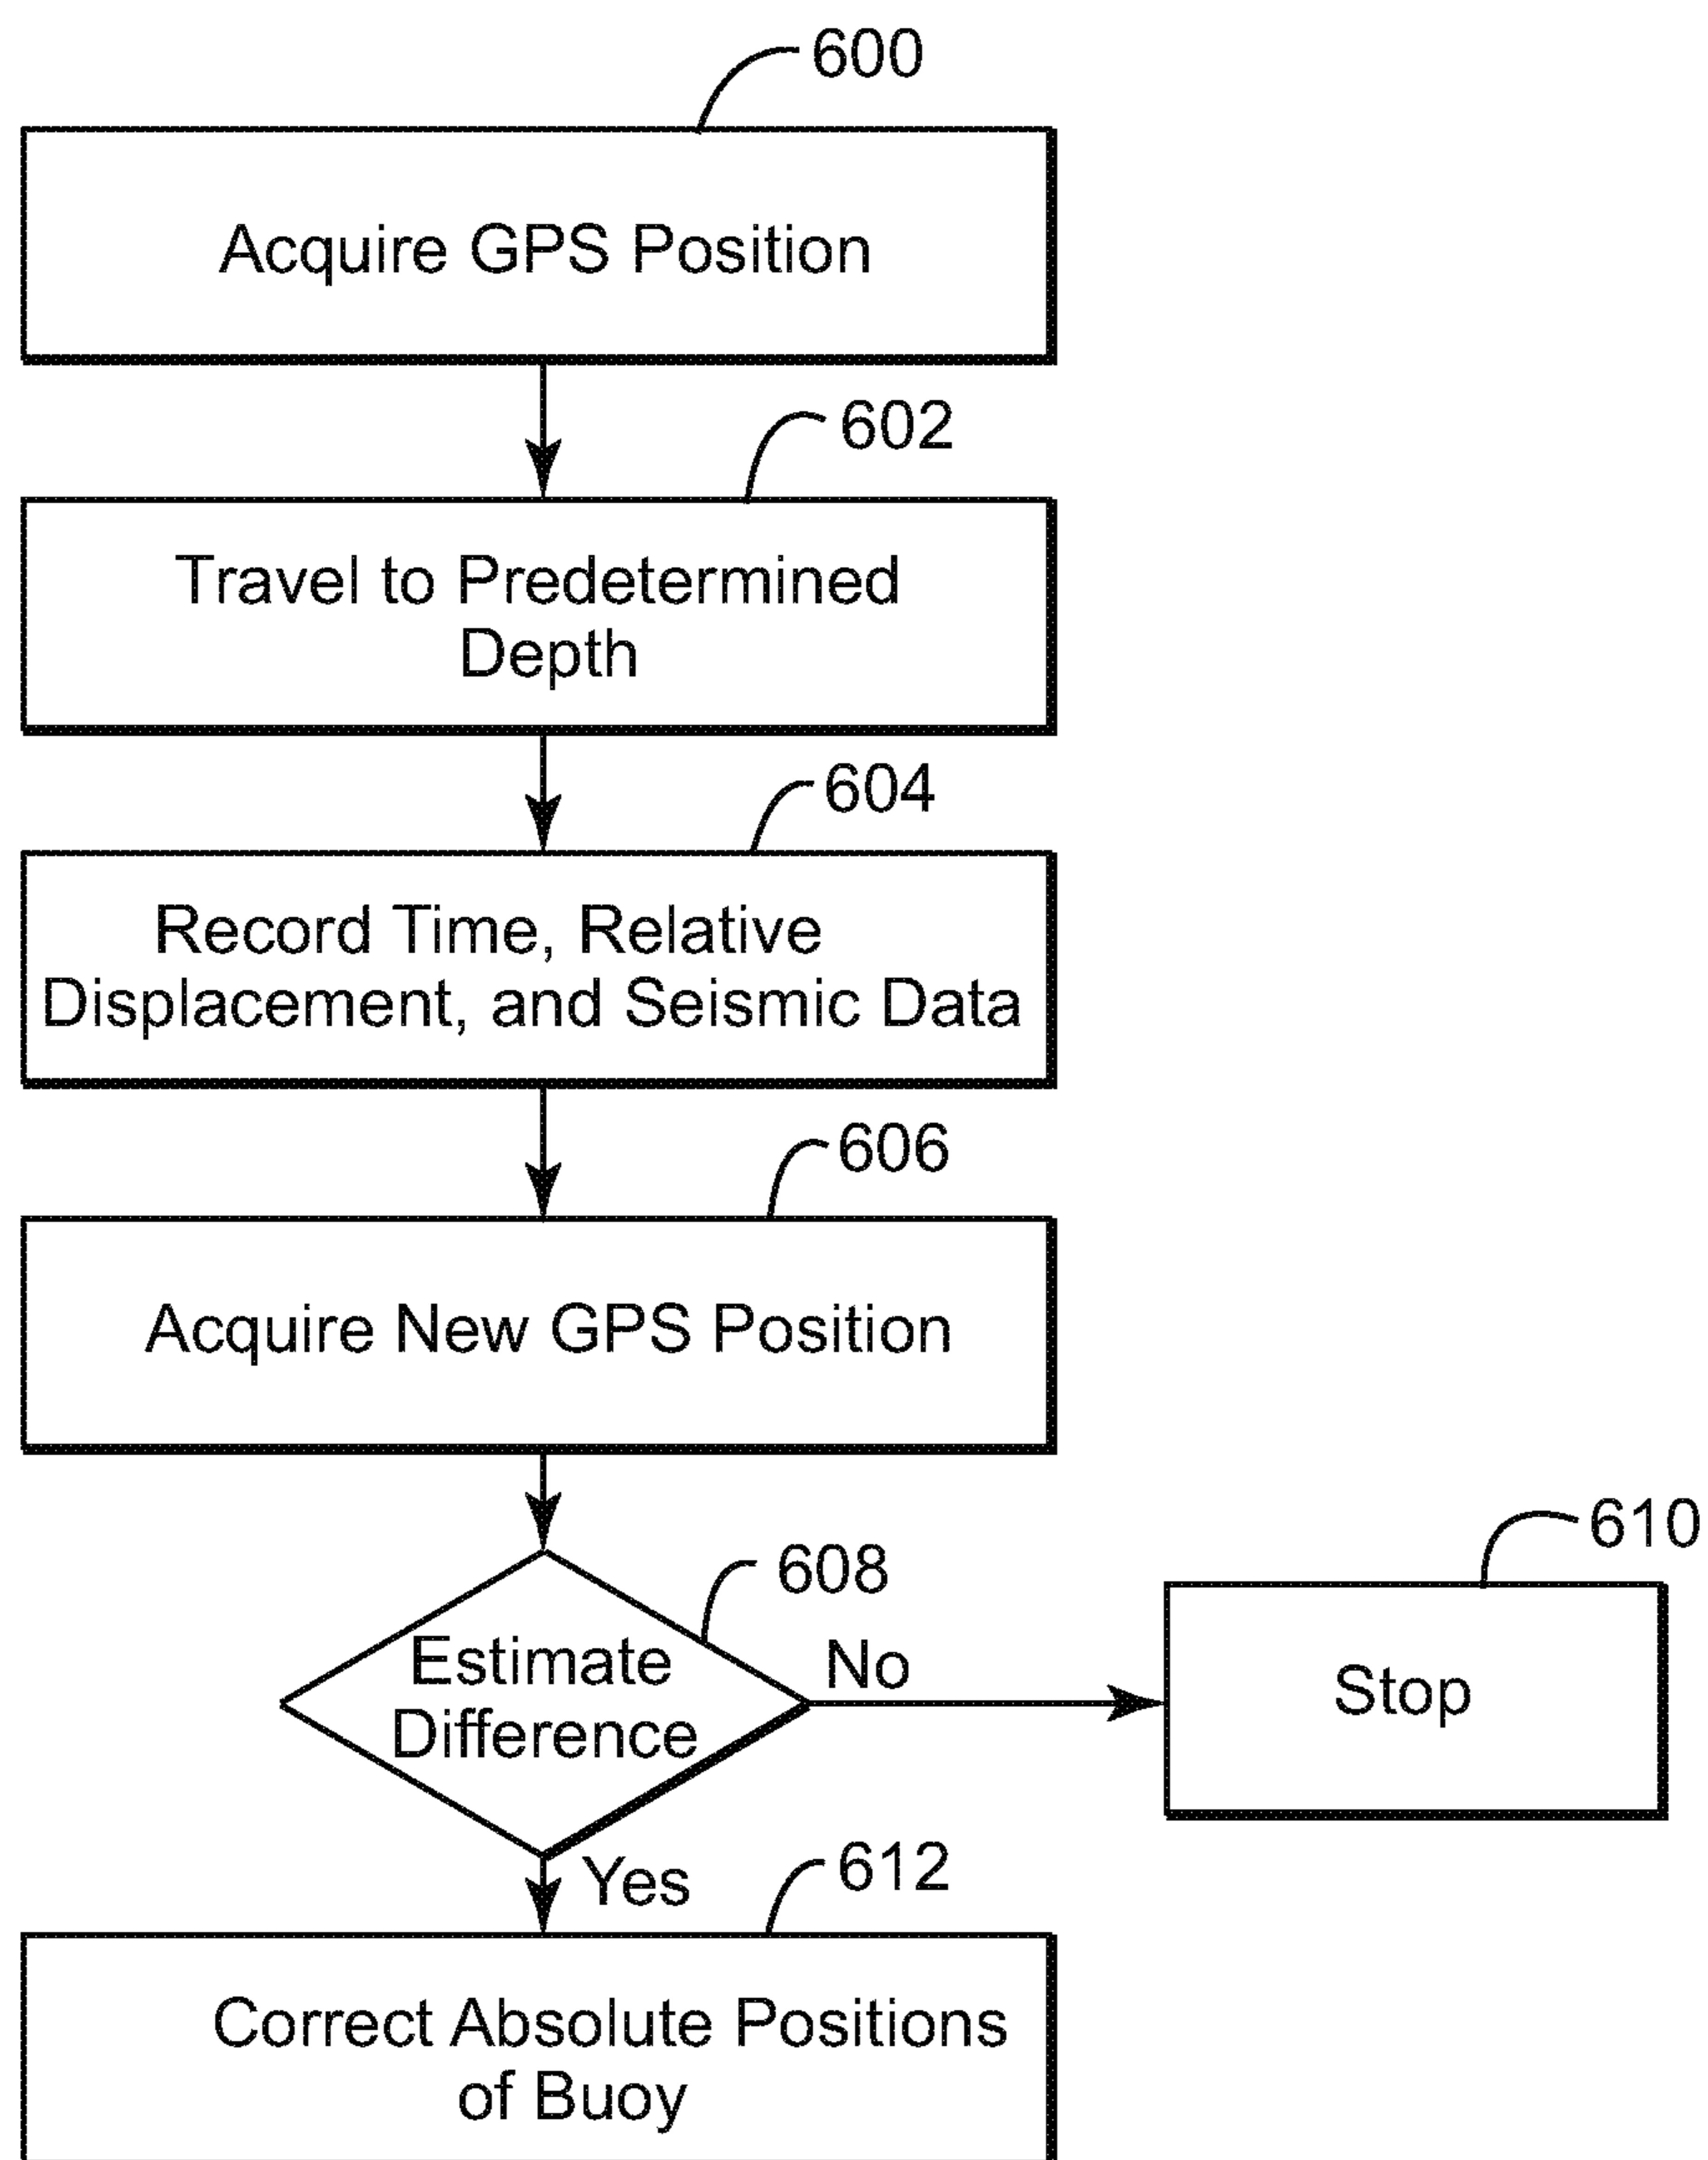 600
Acquire GPS Position
602
Travel to Predetermined
Depth
604
Record Time, Relative
Displacement, and Seismic Data
606
Acquire New GPS Position
608
610
Estimate
Difference
No
Stop
Yes
612
Correct Absolute Positions
of Buoy